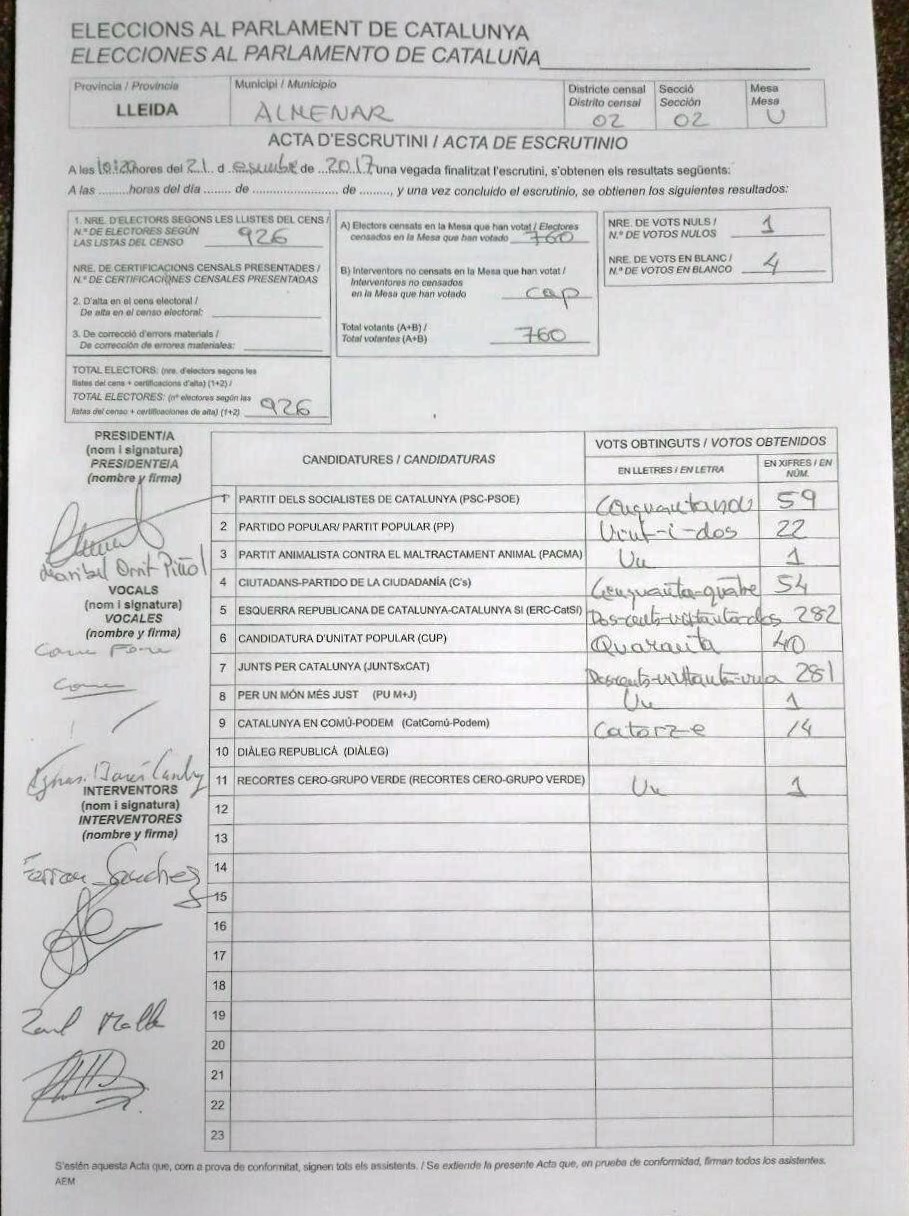 ELECCIONS AL PARLAMENT DE CATALUNYA
ELECCIONES AL PARLAMENTO DE CATALUÑA
Provincia / Provincia
LLEIDA
Municipi / Municipio
ALMENAR
Districte censal
Distrito censal
02
Secció
Sección
02
Mesa
Mesa
U
ACTA D'ESCRUTINI / ACTA DE ESCRUTINIO
A les hores del 21 d desembre de 2017, una vegada finalitzat l'escrutini, s'obtenen els resultats següents:
A las .........horas del día ....... de ...................... de ........., y una vez concluido el escrutinio, se obtienen los siguientes resultados:
1. NRE. D'ELECTORS SEGONS LES LLISTES DEL CENS /
N.º DE ELECTORES SEGÚN
LAS LISTAS DEL CENSO 926
NRE. DE CERTIFICACIONS CENSALS PRESENTADES /
N.º DE CERTIFICACIONES CENSALES PRESENTADAS
2. D'alta en el cens electoral /
De alta en el censo electoral:
3. De correcció d'errors materials /
De corrección de errores materiales:
TOTAL ELECTORS: (nre. d'electors segons les
llistes del cens + certificacions d'alta) (1+2) /
TOTAL ELECTORES: (nº electores según las
listas del censo + certificaciones de alta) (1+2) 926
A) Electors censats en la Mesa que han votat / Electores
censados en la Mesa que han votado 760
B) Interventors no censats en la Mesa que han votat /
Interventores no censados
en la Mesa que han votado cap
Total votants (A+B) /
Total votantes (A+B) 760
NRE. DE VOTS NULS /
N.º DE VOTOS NULOS 1
NRE. DE VOTS EN BLANC /
N.º DE VOTOS EN BLANCO 4
PRESIDENT/A
(nom i signatura)
PRESIDENTE/A
(nombre y firma)
Maribel Orrit Piñol
VOCALS
(nom i signatura)
VOCALES
(nombre y firma)
INTERVENTORS
(nom i signatura)
INTERVENTORES
(nombre y firma)
Ferran Sanchez
CANDIDATURES / CANDIDATURAS
VOTS OBTINGUTS / VOTOS OBTENIDOS
EN LLETRES / EN LETRA
EN XIFRES / EN NÚM.
1 PARTIT DELS SOCIALISTES DE CATALUNYA (PSC-PSOE) Cinquantanou 59
2 PARTIDO POPULAR/ PARTIT POPULAR (PP) Vint-i-dos 22
3 PARTIT ANIMALISTA CONTRA EL MALTRACTAMENT ANIMAL (PACMA) Un 1
4 CIUTADANS-PARTIDO DE LA CIUDADANÍA (C's) Cinquanta-quatre 54
5 ESQUERRA REPUBLICANA DE CATALUNYA-CATALUNYA SI (ERC-CatSI) Dos-cents-vuitanta-dos 282
6 CANDIDATURA D'UNITAT POPULAR (CUP) Quaranta 40
7 JUNTS PER CATALUNYA (JUNTSxCAT) Doscents-vuitanta-una 281
8 PER UN MÓN MÉS JUST (PU M+J) Un 1
9 CATALUNYA EN COMÚ-PODEM (CatComú-Podem) Catorze 14
10 DIÀLEG REPUBLICÀ (DIÀLEG)
11 RECORTES CERO-GRUPO VERDE (RECORTES CERO-GRUPO VERDE) Un 1
12
13
14
15
16
17
18
19
20
21
22
23
S'estén aquesta Acta que, com a prova de conformitat, signen tots els assistents. / Se extiende la presente Acta que, en prueba de conformidad, firman todos los asistentes.
AEM